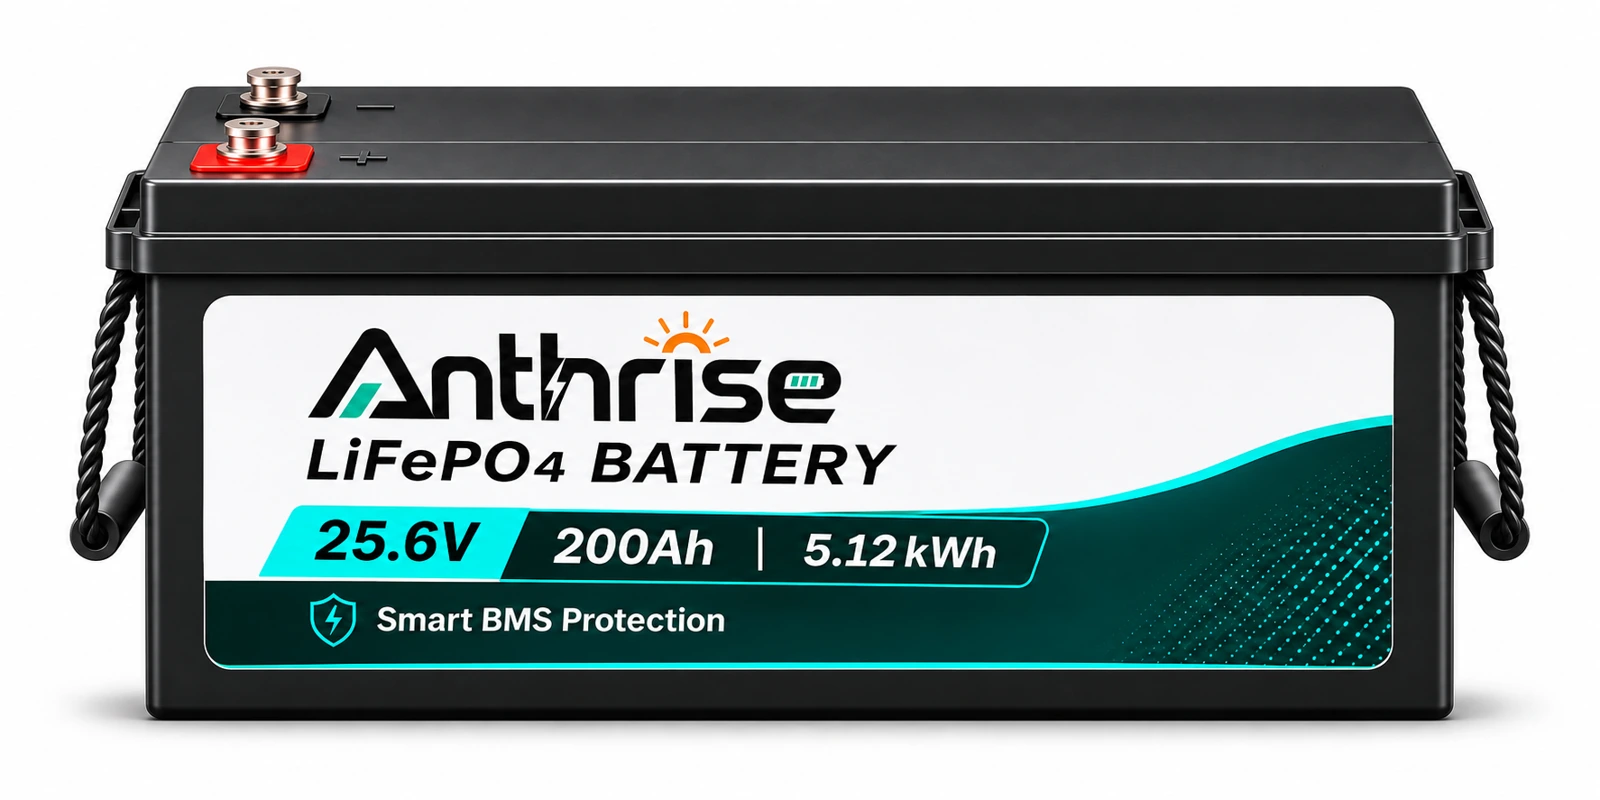 −
+
Anthrise
LiFePO4 BATTERY
25.6V 200Ah | 5.12 kWh
Smart BMS Protection